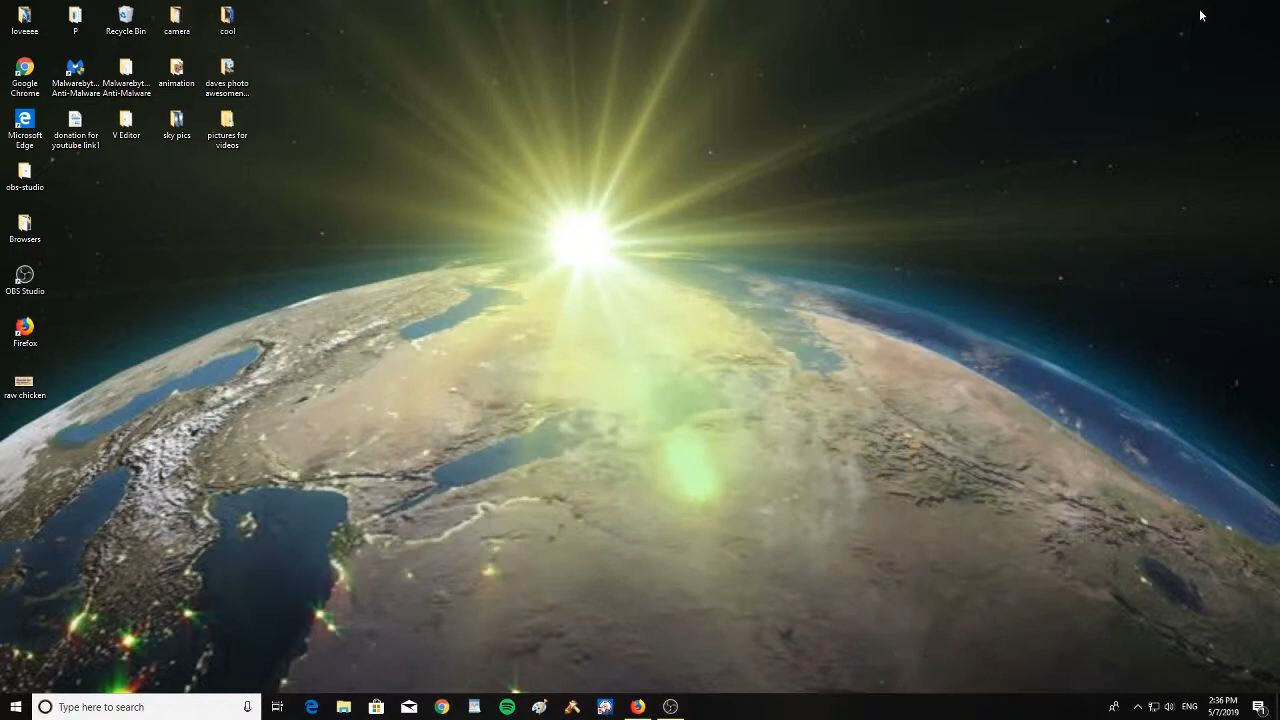 loveeee
P
Recycle Bin
camera
cool
Google
Chrome
Malwarebyt...
Anti-Malware
Malwarebyt...
Anti-Malware
animation
daves photo
awesomen...
Microsoft
Edge
donation for
youtube link1
V Editor
sky pics
pictures for
videos
obs-studio
Browsers
OBS Studio
Firefox
raw chicken
Type here to search
ENG
2:36 PM
5/7/2019